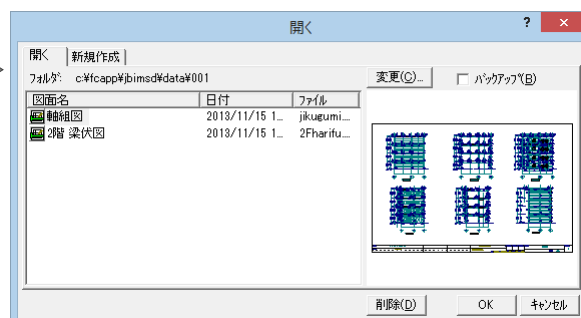 開く
? ×
開く 新規作成
ﾌｫﾙﾀﾞ: c:¥fcapp¥jbimsd¥data¥001 変更(C)... ﾊﾞｯｸｱｯﾌﾟ(B)
図面名 日付 ﾌｧｲﾙ
軸組図 2013/11/15 1... jikugumi....
2階 梁伏図 2013/11/15 1... 2Fharifu....
削除(D) OK ｷｬﾝｾﾙ